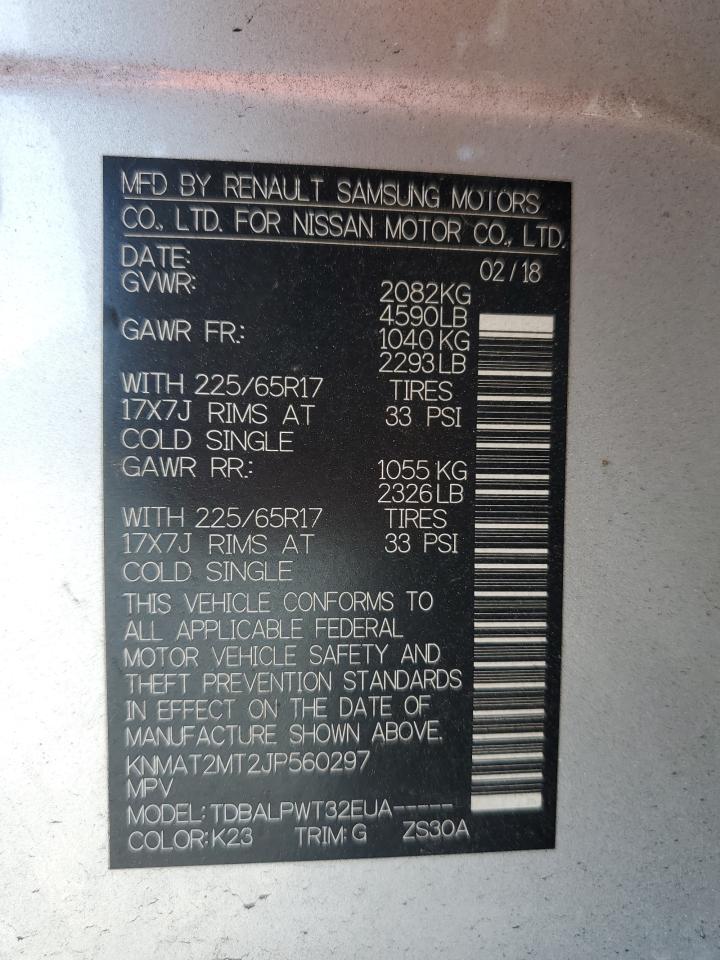 MFD BY RENAULT SAMSUNG MOTORS
CO., LTD. FOR NISSAN MOTOR CO., LTD.
DATE: 02/18
GVWR: 2082KG
4590LB
GAWR FR.: 1040KG
2293LB
WITH 225/65R17 TIRES
17X7J RIMS AT 33 PSI
COLD SINGLE
GAWR RR.: 1055 KG
2326LB
WITH 225/65R17 TIRES
17X7J RIMS AT 33 PSI
COLD SINGLE
THIS VEHICLE CONFORMS TO
ALL APPLICABLE FEDERAL
MOTOR VEHICLE SAFETY AND
THEFT PREVENTION STANDARDS
IN EFFECT ON THE DATE OF
MANUFACTURE SHOWN ABOVE.
KNMAT2MT2JP560297
MPV
MODEL:TDBALPWT32EUA-----
COLOR:K23 TRIM:G ZS30A